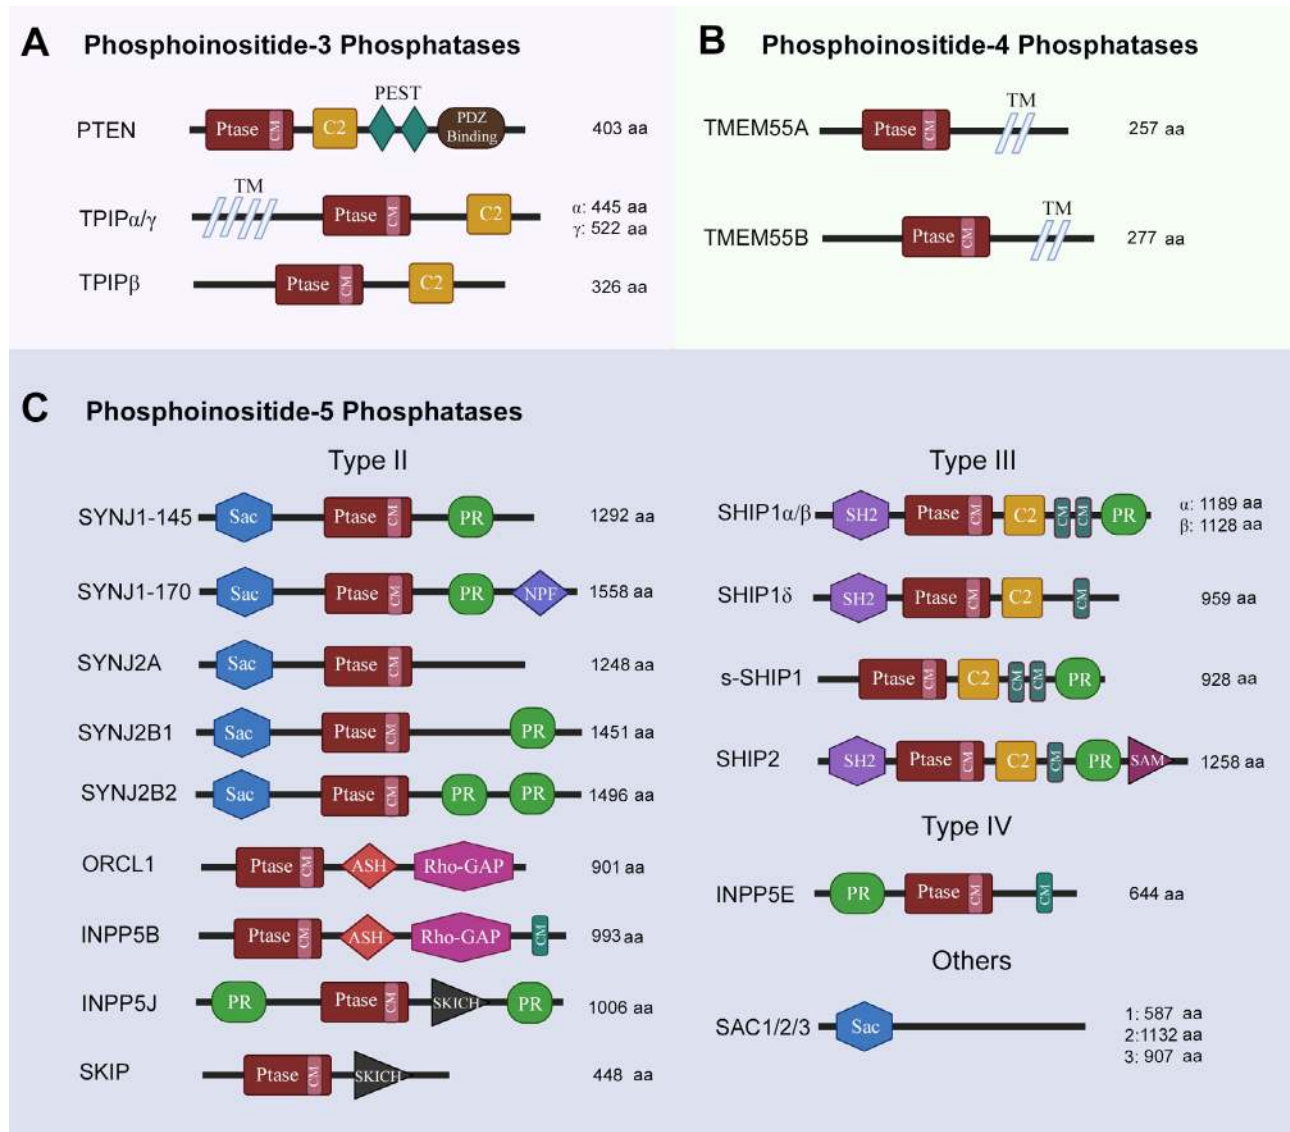 A Phosphoinositide-3 Phosphatases
PEST
PTEN Ptase CM C2 PDZ Binding 403 aa
TM
TPIPα/γ Ptase CM C2 α: 445 aa
γ: 522 aa
TPIPβ Ptase CM C2 326 aa
B Phosphoinositide-4 Phosphatases
TM
TMEM55A Ptase CM 257 aa
TM
TMEM55B Ptase CM 277 aa
C Phosphoinositide-5 Phosphatases
Type II
SYNJ1-145 Sac Ptase CM PR 1292 aa
SYNJ1-170 Sac Ptase CM PR NPF 1558 aa
SYNJ2A Sac Ptase CM 1248 aa
SYNJ2B1 Sac Ptase CM PR 1451 aa
SYNJ2B2 Sac Ptase CM PR PR 1496 aa
ORCL1 Ptase CM ASH Rho-GAP 901 aa
INPP5B Ptase CM ASH Rho-GAP CM 993 aa
INPP5J PR Ptase CM SKICH PR 1006 aa
SKIP Ptase CM SKICH 448 aa
Type III
SHIP1α/β SH2 Ptase CM C2 CM CM PR α: 1189 aa
β: 1128 aa
SHIP1δ SH2 Ptase CM C2 CM 959 aa
s-SHIP1 Ptase CM C2 CM CM PR 928 aa
SHIP2 SH2 Ptase CM C2 CM PR SAM 1258 aa
Type IV
INPP5E PR Ptase CM CM 644 aa
Others
SAC1/2/3 Sac 1: 587 aa
2:1132 aa
3: 907 aa